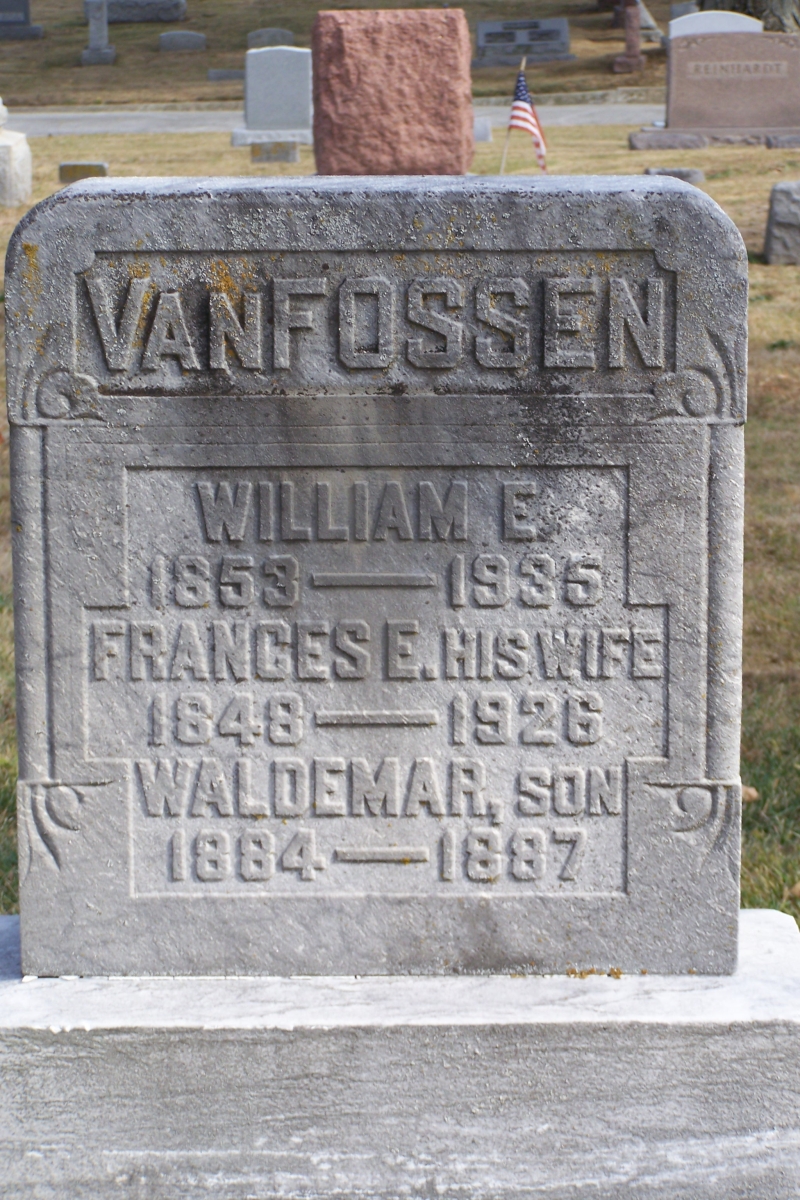 REINHARDT
VANFOSSEN
WILLIAM E.
1853 — 1935
FRANCES E. HIS WIFE
1848 — 1926
WALDEMAR, SON
1884 — 1887